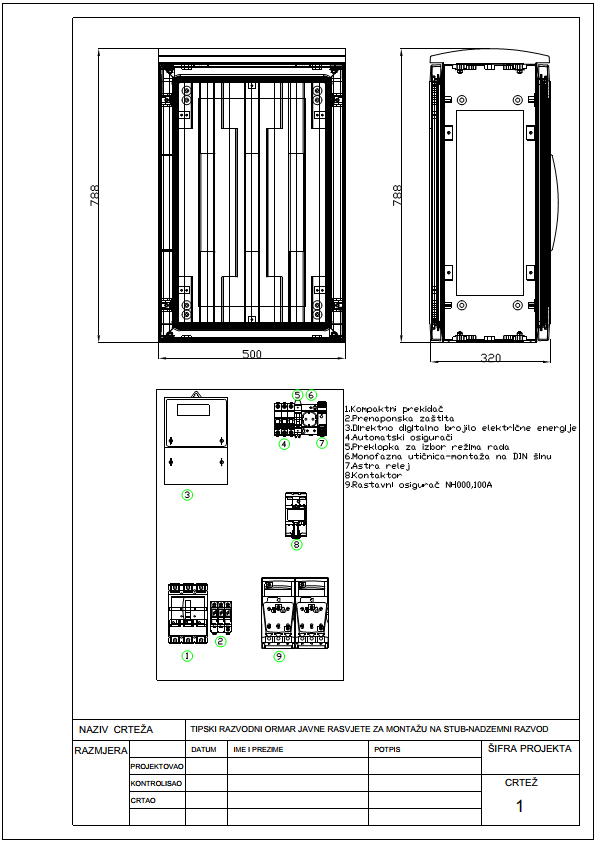 788
500
788
320
5 6
4
7
3
8
2
1
9
1.Kompaktni prekidač
2.Prenaponska zaštita
3.Direktno digitalno brojilo električne energije
4.Automatski osigurači
5.Preklopka za izbor režima rada
6.Monofazna utičnica-montaža na DIN šinu
7.Astra relej
8.Kontaktor
9.Rastavni osigurač NH000,100A
NAZIV CRTEŽA TIPSKI RAZVODNI ORMAR JAVNE RASVJETE ZA MONTAŽU NA STUB-NADZEMNI RAZVOD
RAZMJERA DATUM IME I PREZIME POTPIS ŠIFRA PROJEKTA
PROJEKTOVAO
KONTROLISAO CRTEŽ
CRTAO 1